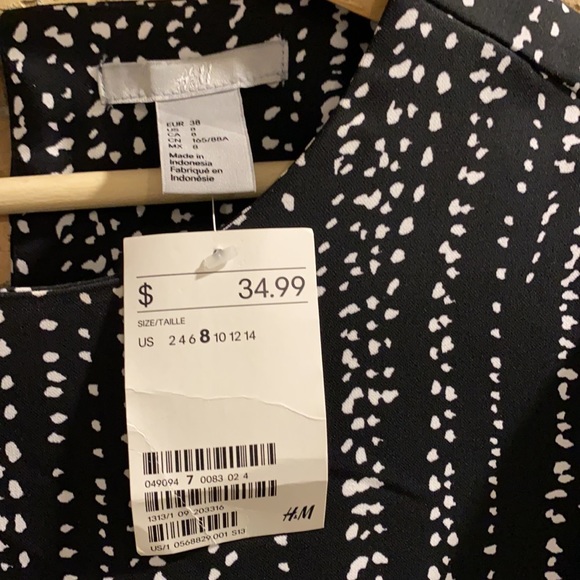 H&M
EUR 38
US 8
CA 8
CN 165/88A
MX 8
Made in
Indonesia
Fabriqué en
Indonésie
$ 34.99
SIZE/TAILLE
US 2 4 6 8 10 12 14
049094 7 0083 02 4
1313/1 09 203316
US/1 0568829 001 S13
H&M